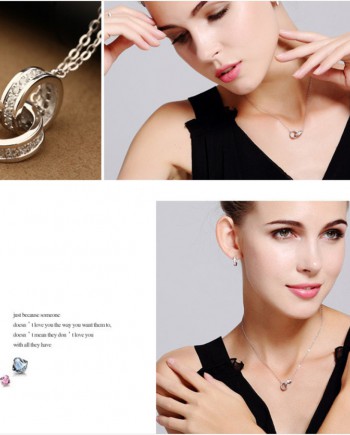 just because someone
doesn ' t love you the way you want them to,
doesn ' t mean they don ' t love you
with all they have